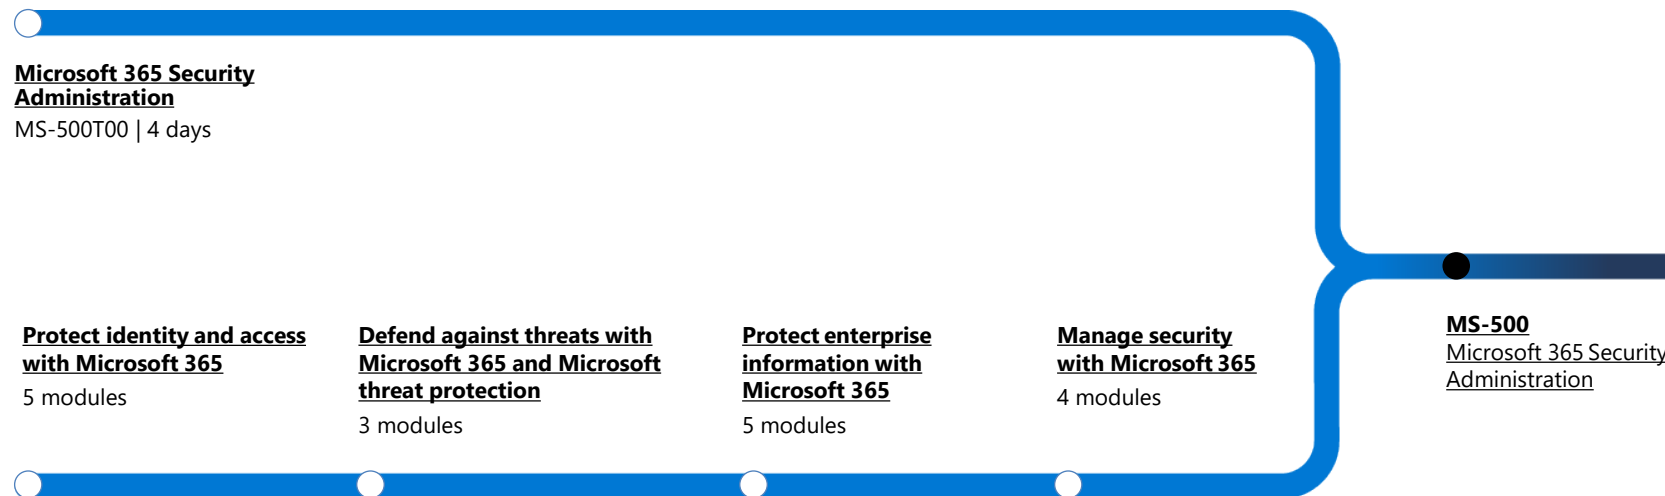 Microsoft 365 Security
Administration
MS-500T00 | 4 days
Protect identity and access
with Microsoft 365
5 modules
Defend against threats with
Microsoft 365 and Microsoft
threat protection
3 modules
Protect enterprise
information with
Microsoft 365
5 modules
Manage security
with Microsoft 365
4 modules
MS-500
Microsoft 365 Security
Administration